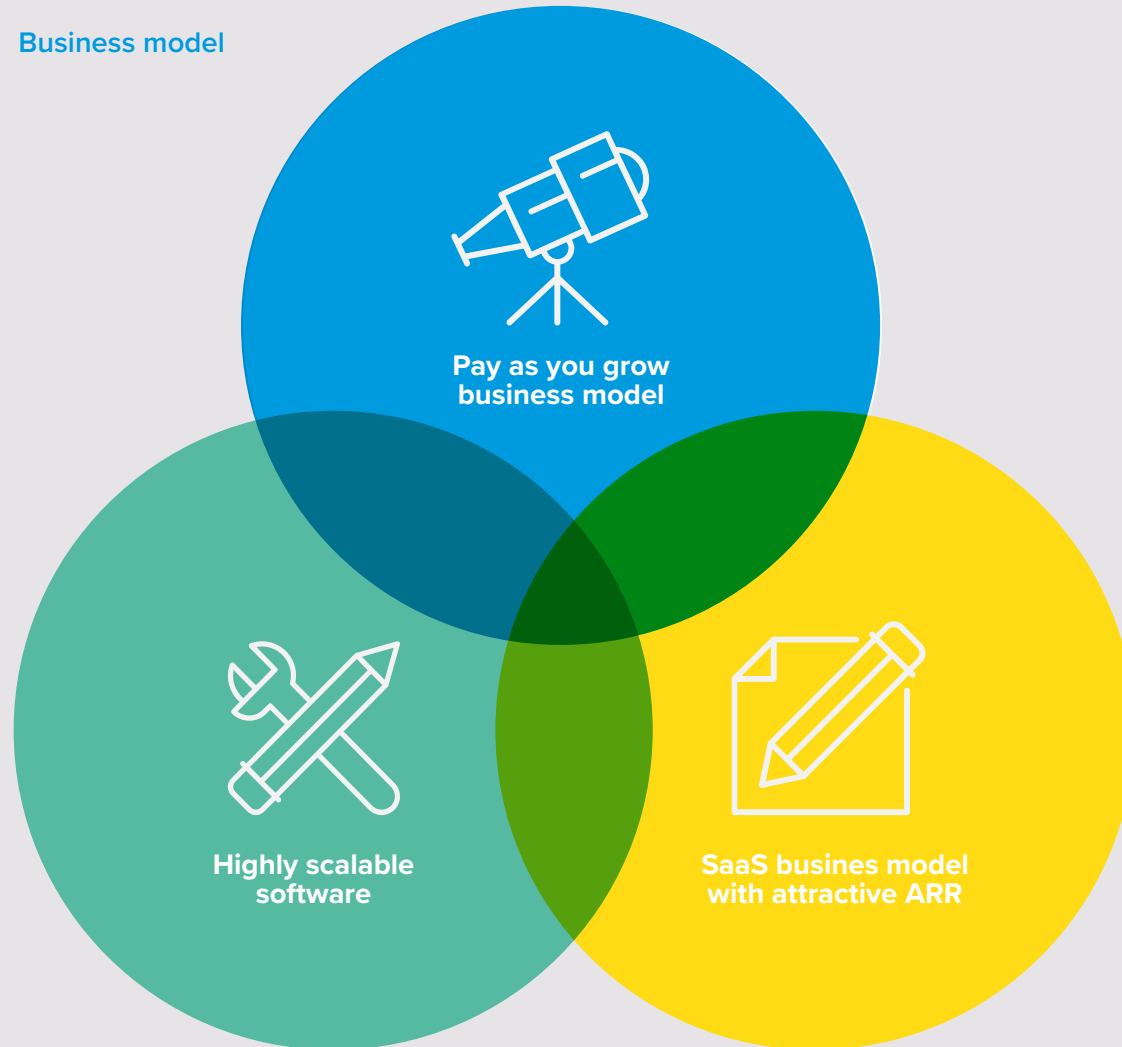 Business model
Pay as you grow
business model
Highly scalable
software
SaaS busines model
with attractive ARR